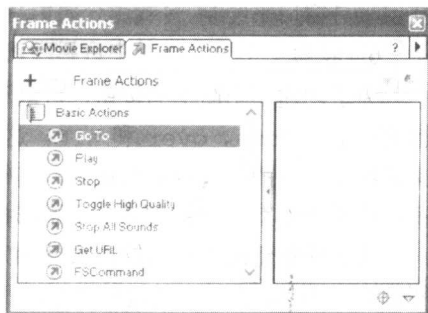 Frame Actions
Movie Explorer Frame Actions ?
+ Frame Actions
Basic Actions
Go To
Play
Stop
Toggle High Quality
Stop All Sounds
Get URL
FSCommand